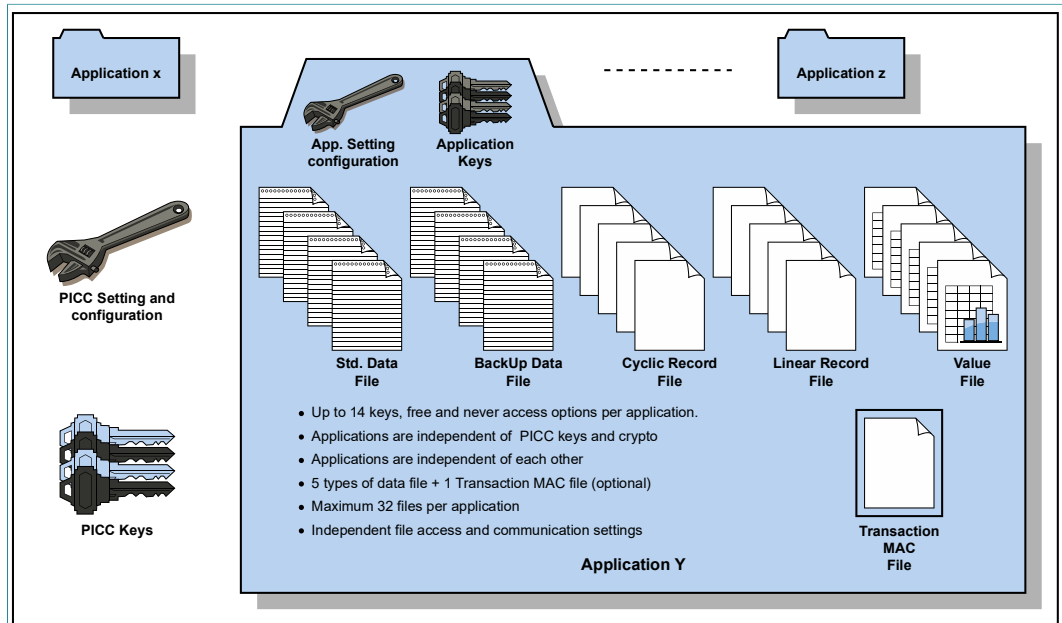 Application x
Application z
App. Setting
configuration
Application
Keys
PICC Setting and
configuration
Std. Data
File
BackUp Data
File
Cyclic Record
File
Linear Record
File
Value
File
• Up to 14 keys, free and never access options per application.
• Applications are independent of PICC keys and crypto
• Applications are independent of each other
• 5 types of data file + 1 Transaction MAC file (optional)
• Maximum 32 files per application
• Independent file access and communication settings
PICC Keys
Transaction
MAC
File
Application Y